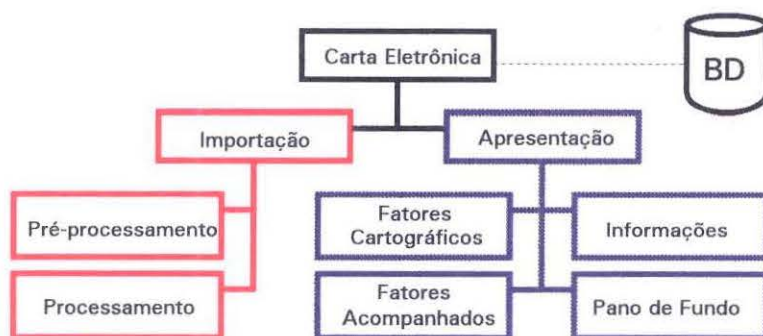 Carta Eletrônica
BD
Importação
Apresentação
Pré-processamento
Fatores
Cartográficos
Informações
Processamento
Fatores
Acompanhados
Pano de Fundo